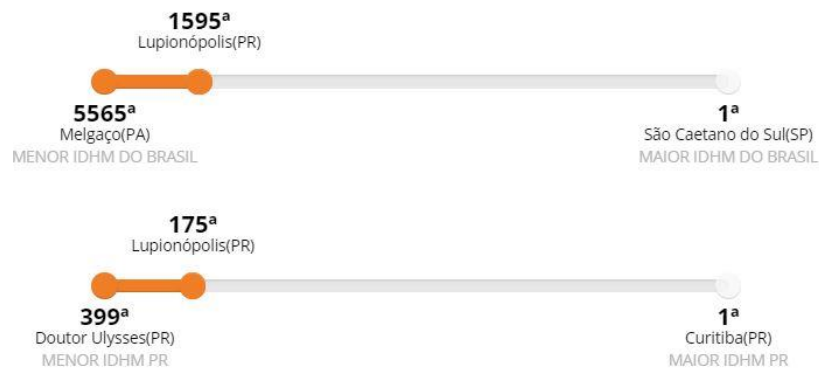 1595ª
Lupionópolis(PR)
5565ª
Melgaço(PA)
MENOR IDHM DO BRASIL
1ª
São Caetano do Sul(SP)
MAIOR IDHM DO BRASIL
175ª
Lupionópolis(PR)
399ª
Doutor Ulysses(PR)
MENOR IDHM PR
1ª
Curitiba(PR)
MAIOR IDHM PR